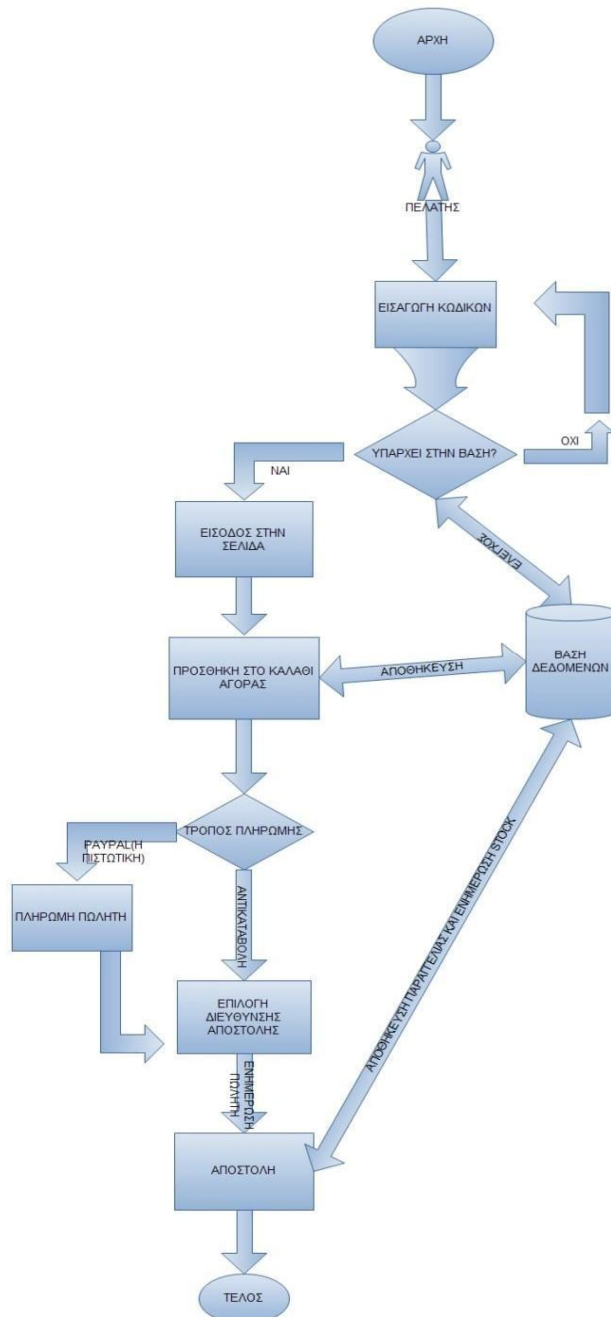 ΑΡΧΗ
ΠΕΛΑΤΗΣ
ΕΙΣΑΓΩΓΗ ΚΩΔΙΚΩΝ
ΥΠΑΡΧΕΙ ΣΤΗΝ ΒΑΣΗ?
ΟΧΙ
ΝΑΙ
ΕΙΣΟΔΟΣ ΣΤΗΝ
ΣΕΛΙΔΑ
ΕΛΕΓΧΟΣ
ΠΡΟΣΘΗΚΗ ΣΤΟ ΚΑΛΑΘΙ
ΑΓΟΡΑΣ
ΑΠΟΘΗΚΕΥΣΗ
ΒΑΣΗ
ΔΕΔΟΜΕΝΩΝ
ΤΡΟΠΟΣ ΠΛΗΡΩΜΗΣ
PAYPAL(Η
ΠΙΣΤΩΤΙΚΗ)
ΠΛΗΡΩΜΗ ΠΩΛΗΤΗ
ΑΝΤΙΚΑΤΑΒΟΛΗ
ΕΠΙΛΟΓΗ
ΔΙΕΥΘΥΝΣΗΣ
ΑΠΟΣΤΟΛΗΣ
ΕΝΗΜΕΡΩΣΗ
ΠΩΛΗΤΗ
ΑΠΟΘΗΚΕΥΣΗ ΠΑΡΑΓΓΕΛΙΑΣ ΚΑΙ ΕΝΗΜΕΡΩΣΗ STOCK
ΑΠΟΣΤΟΛΗ
ΤΕΛΟΣ